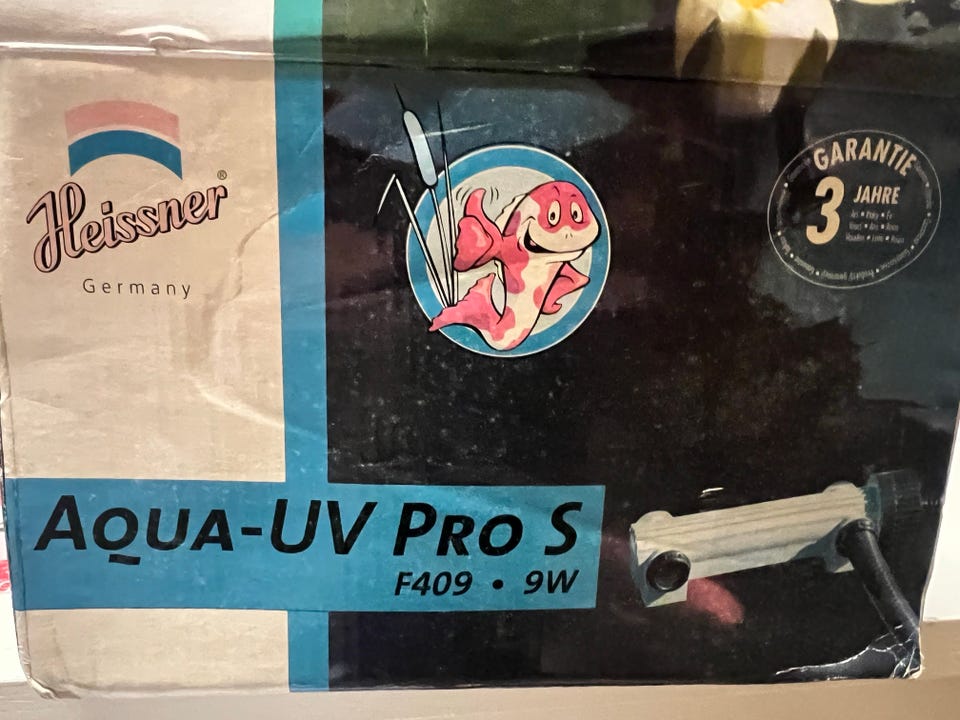 Heissner®
Germany
GARANTIE
3 JAHRE
AQUA-UV PRO S
F409 • 9W